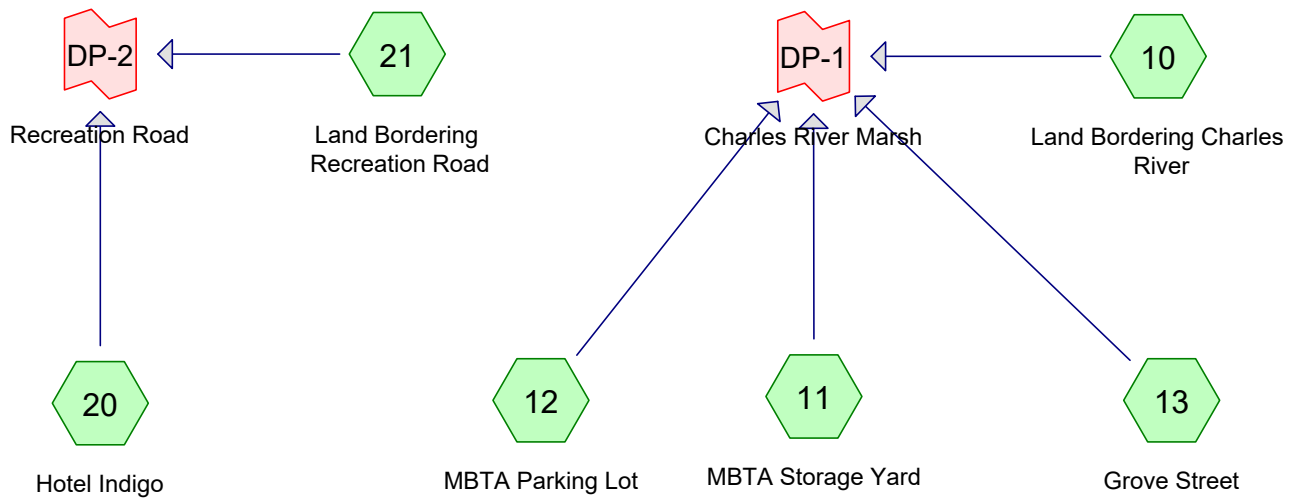 DP-2
21
DP-1
10
Recreation Road
Land Bordering
Recreation Road
Charles River Marsh
Land Bordering Charles
River
20
12
11
13
Hotel Indigo
MBTA Parking Lot
MBTA Storage Yard
Grove Street